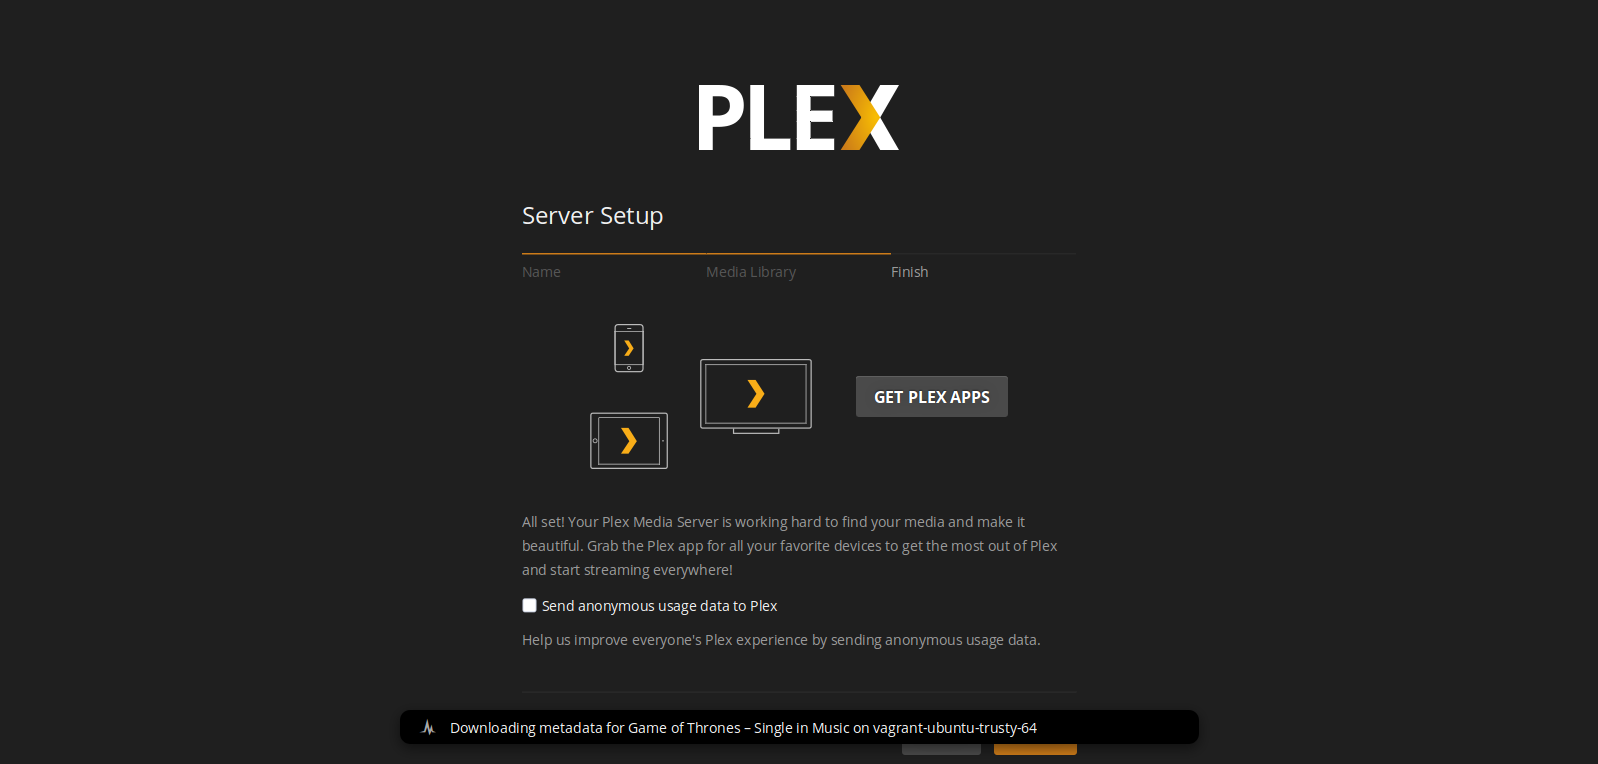 PLEX
Server Setup
Name
Media Library
Finish
GET PLEX APPS
All set! Your Plex Media Server is working hard to find your media and make it
beautiful. Grab the Plex app for all your favorite devices to get the most out of Plex
and start streaming everywhere!
Send anonymous usage data to Plex
Help us improve everyone's Plex experience by sending anonymous usage data.
Downloading metadata for Game of Thrones – Single in Music on vagrant-ubuntu-trusty-64